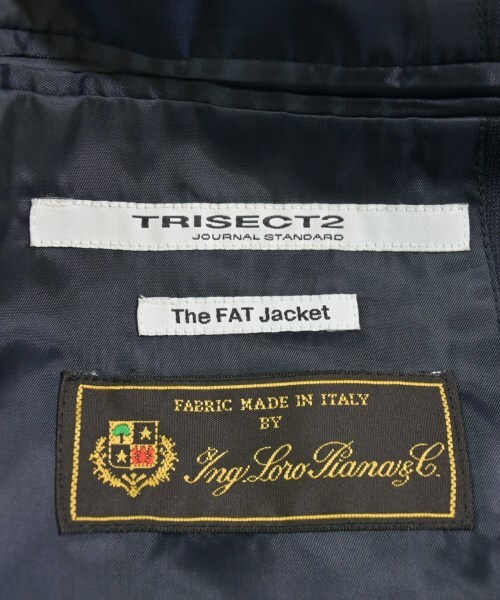 TRISECT2
JOURNAL STANDARD
The FAT Jacket
FABRIC MADE IN ITALY
BY
Ing. Loro Piana & C.